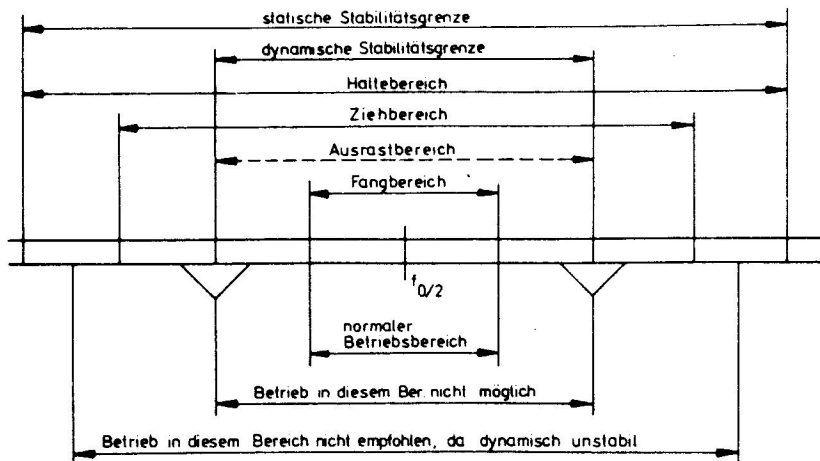 statische Stabilitätsgrenze
dynamische Stabilitätsgrenze
Haltebereich
Ziehbereich
Ausrastbereich
Fangbereich
f0/2
normaler
Betriebsbereich
Betrieb in diesem Ber. nicht möglich
Betrieb in diesem Bereich nicht empfohlen, da dynamisch unstabil